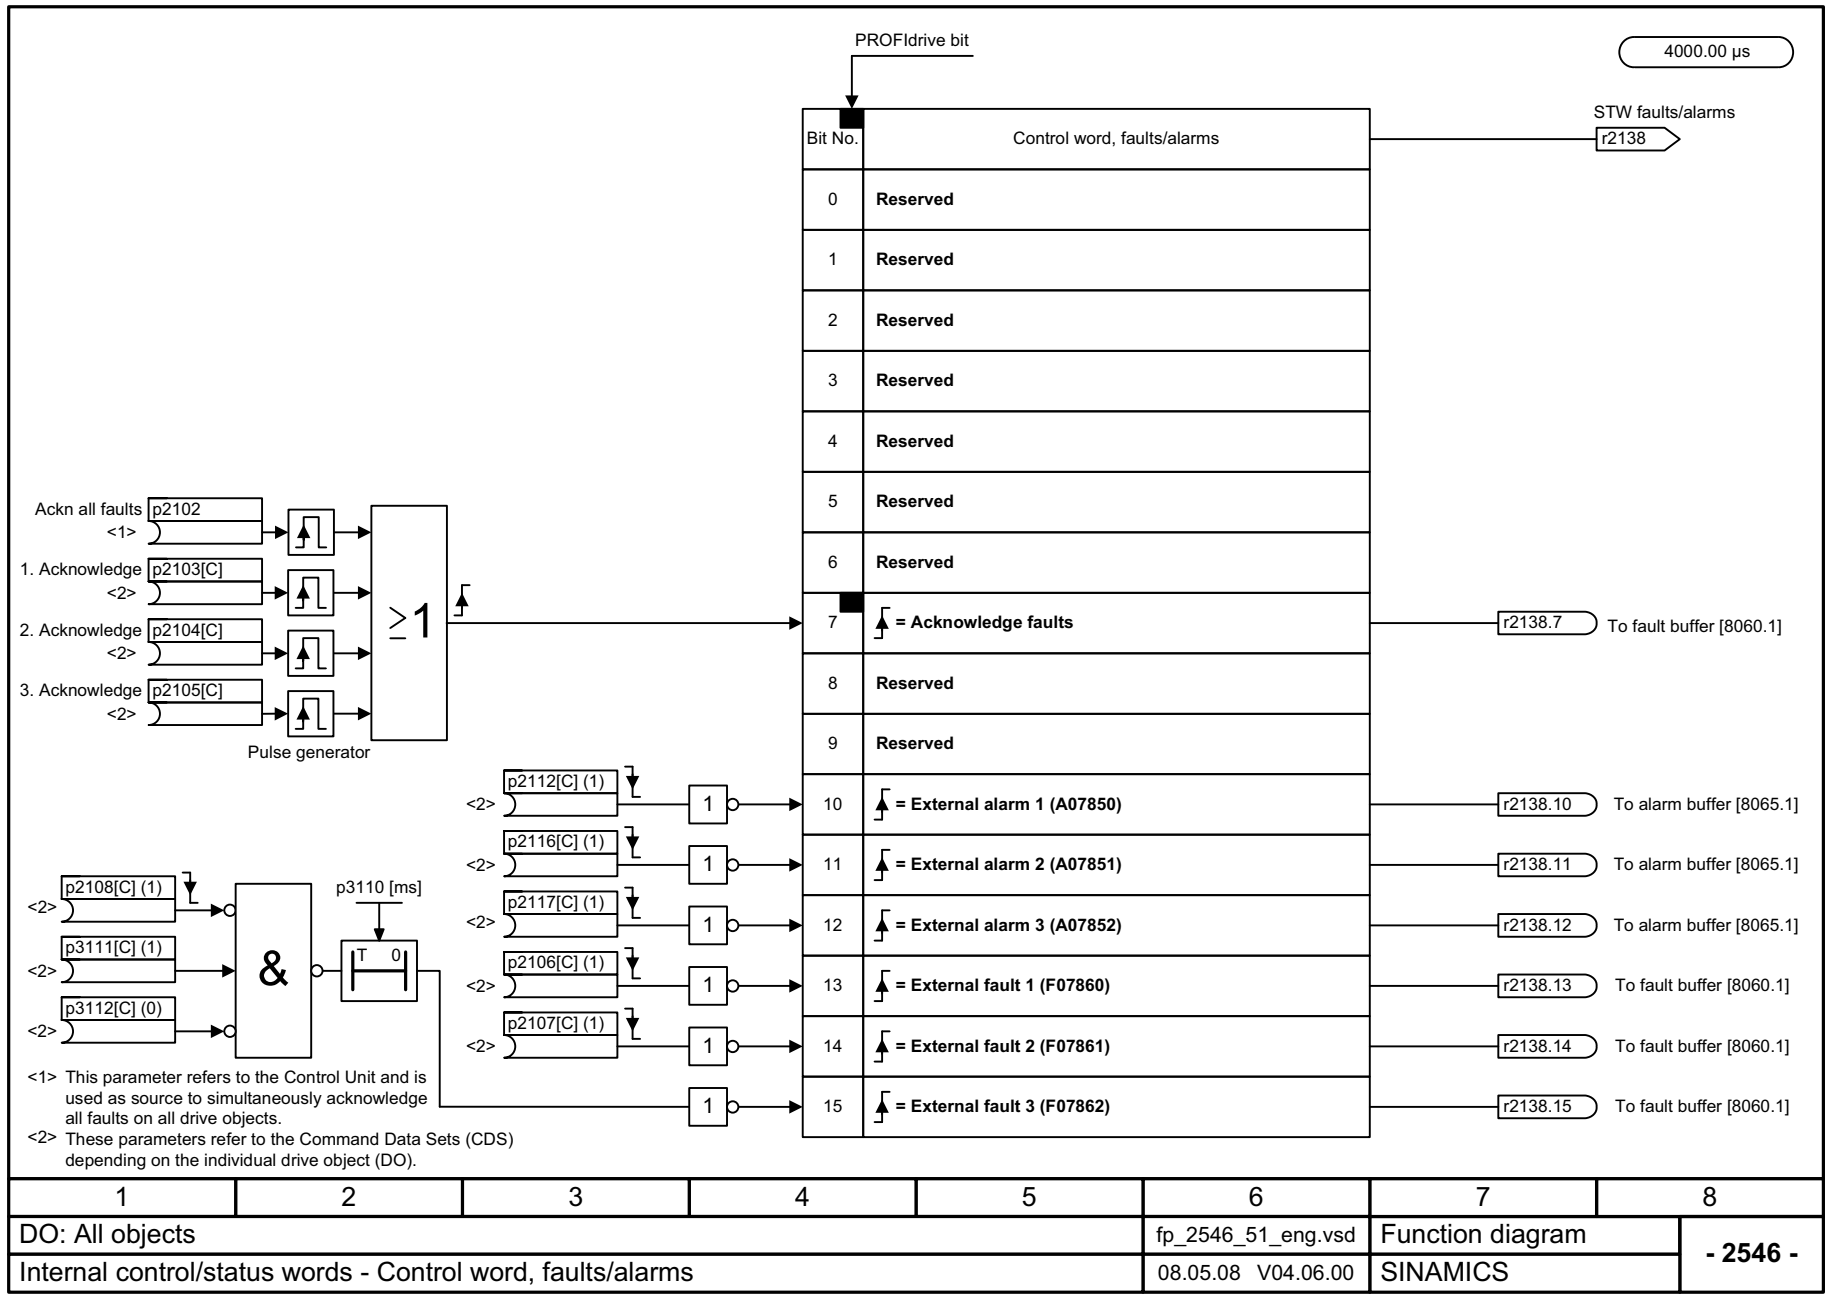 PROFIdrive bit
4000.00 µs
STW faults/alarms
Bit No. Control word, faults/alarms r2138
0 Reserved
1 Reserved
2 Reserved
3 Reserved
4 Reserved
5 Reserved
6 Reserved
7 = Acknowledge faults r2138.7 To fault buffer [8060.1]
8 Reserved
9 Reserved
10 = External alarm 1 (A07850) r2138.10 To alarm buffer [8065.1]
11 = External alarm 2 (A07851) r2138.11 To alarm buffer [8065.1]
12 = External alarm 3 (A07852) r2138.12 To alarm buffer [8065.1]
13 = External fault 1 (F07860) r2138.13 To fault buffer [8060.1]
14 = External fault 2 (F07861) r2138.14 To fault buffer [8060.1]
15 = External fault 3 (F07862) r2138.15 To fault buffer [8060.1]
Ackn all faults p2102
<1>
1. Acknowledge p2103[C]
<2>
2. Acknowledge p2104[C]
<2>
3. Acknowledge p2105[C]
<2>
≥1
Pulse generator
p2112[C] (1)
<2> 1
p2116[C] (1)
<2> 1
p2117[C] (1)
<2> 1
p2106[C] (1)
<2> 1
p2107[C] (1)
<2> 1
1
p2108[C] (1)
<2>
p3111[C] (1)
<2>
p3112[C] (0)
<2>
&
p3110 [ms]
T 0
<1> This parameter refers to the Control Unit and is
used as source to simultaneously acknowledge
all faults on all drive objects.
<2> These parameters refer to the Command Data Sets (CDS)
depending on the individual drive object (DO).
1 2 3 4 5 6 7 8
DO: All objects fp_2546_51_eng.vsd Function diagram
- 2546 -
Internal control/status words - Control word, faults/alarms 08.05.08 V04.06.00 SINAMICS